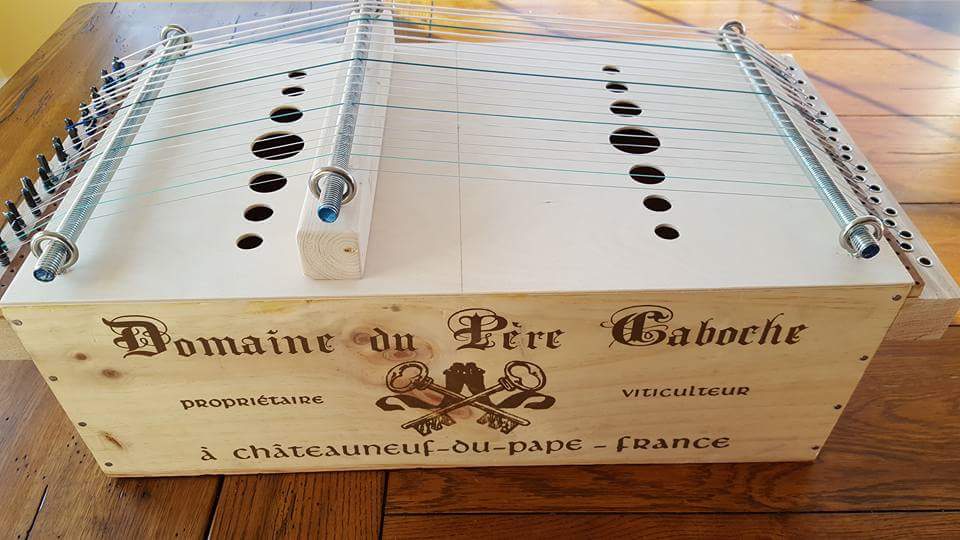 Domaine du Père Caboche
PROPRIÉTAIRE VITICULTEUR
à châteauneuf-du-pape - france